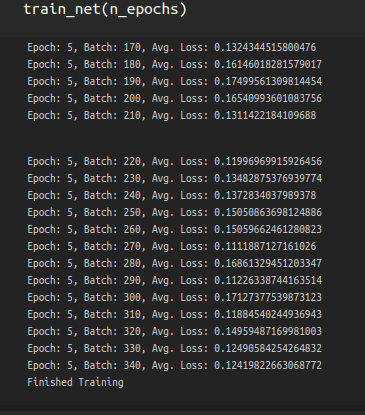 train_net(n_epochs)
Epoch: 5, Batch: 170, Avg. Loss: 0.1324344515800476
Epoch: 5, Batch: 180, Avg. Loss: 0.16146018281579017
Epoch: 5, Batch: 190, Avg. Loss: 0.17499561309814454
Epoch: 5, Batch: 200, Avg. Loss: 0.16540993601083756
Epoch: 5, Batch: 210, Avg. Loss: 0.1311422184109688
Epoch: 5, Batch: 220, Avg. Loss: 0.11996969915926456
Epoch: 5, Batch: 230, Avg. Loss: 0.13482875376939774
Epoch: 5, Batch: 240, Avg. Loss: 0.1372834037989378
Epoch: 5, Batch: 250, Avg. Loss: 0.15050863698124886
Epoch: 5, Batch: 260, Avg. Loss: 0.15059662461280823
Epoch: 5, Batch: 270, Avg. Loss: 0.1111887127161026
Epoch: 5, Batch: 280, Avg. Loss: 0.16861329451203347
Epoch: 5, Batch: 290, Avg. Loss: 0.11226338744163514
Epoch: 5, Batch: 300, Avg. Loss: 0.17127377539873123
Epoch: 5, Batch: 310, Avg. Loss: 0.11884540244936943
Epoch: 5, Batch: 320, Avg. Loss: 0.14959487169981003
Epoch: 5, Batch: 330, Avg. Loss: 0.12490584254264832
Epoch: 5, Batch: 340, Avg. Loss: 0.12419822663068772
Finished Training